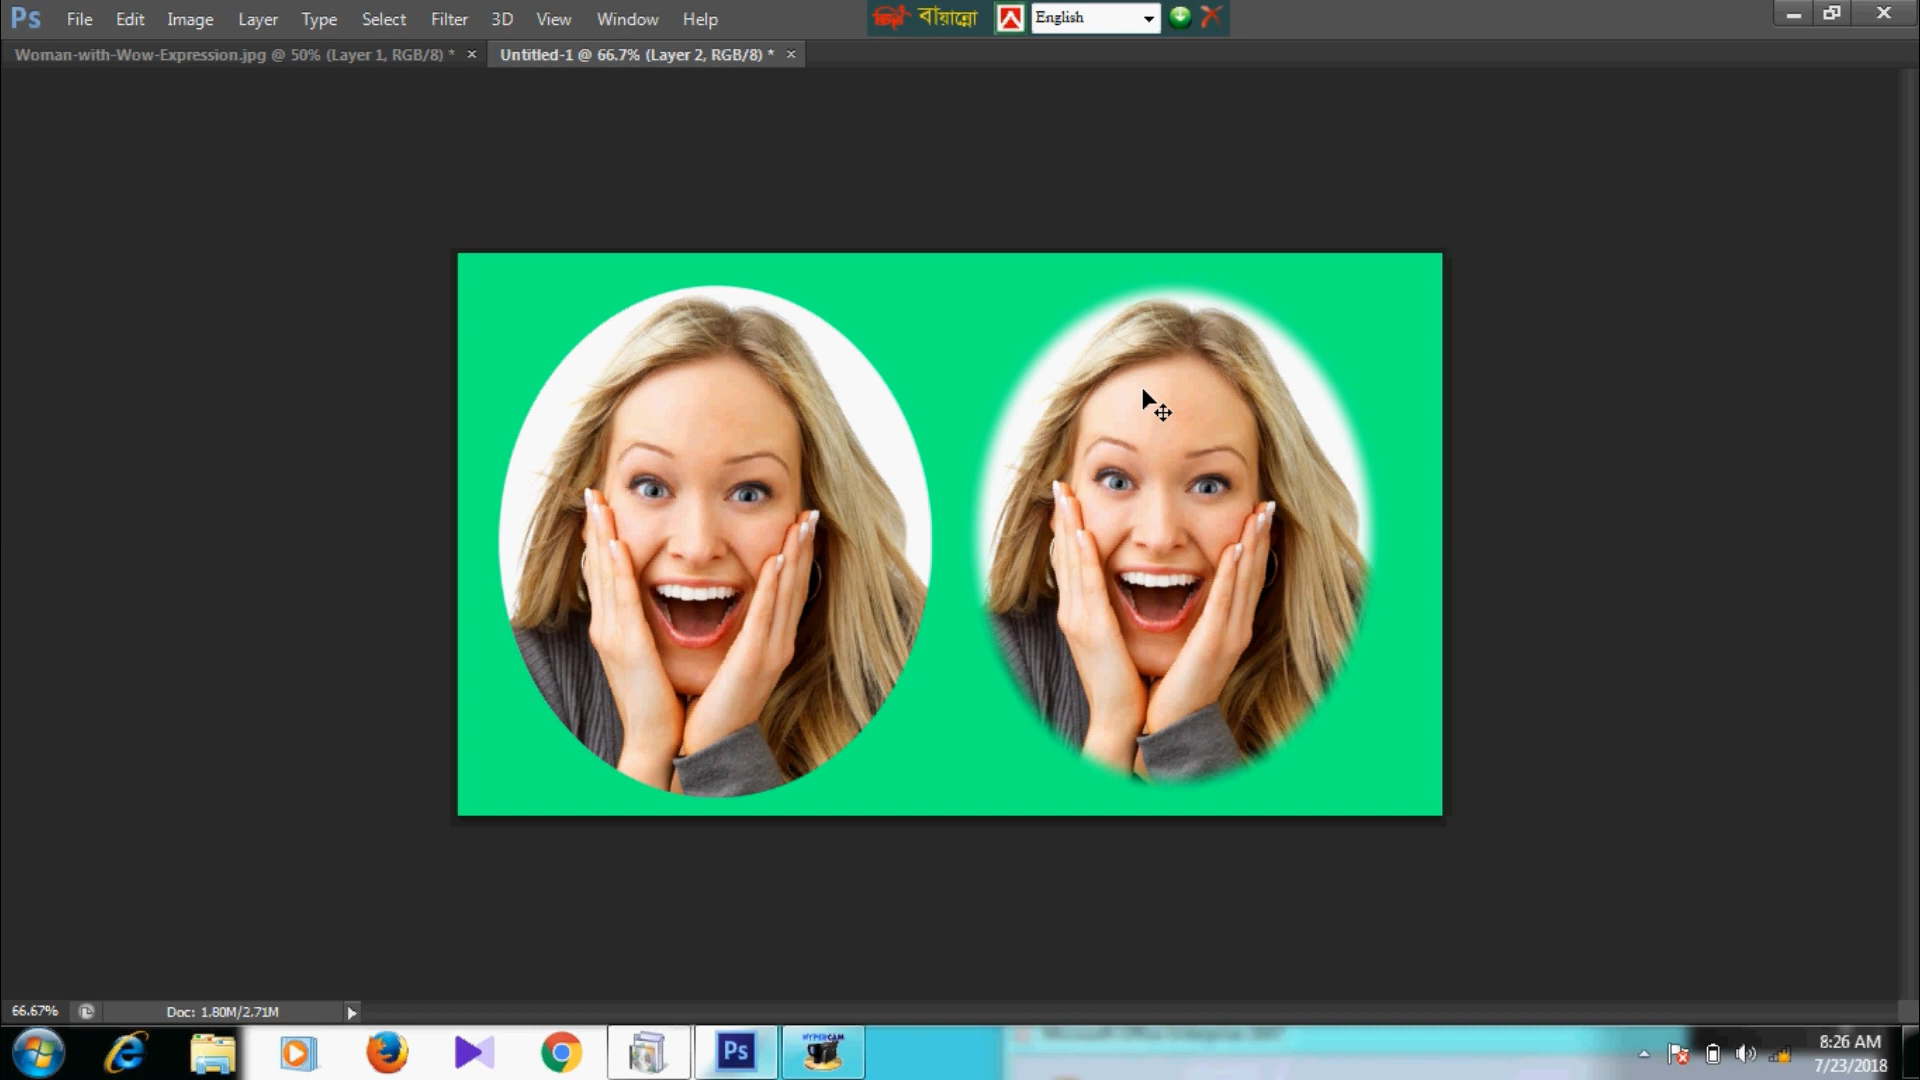 Ps File Edit Image Layer Type Select Filter 3D View Window Help বায়ান্নো English
Woman-with-Wow-Expression.jpg @ 50% (Layer 1, RGB/8) * × Untitled-1 @ 66.7% (Layer 2, RGB/8) * ×
66.67% Doc: 1.80M/2.71M
Ps HYPERCAM 8:26 AM
7/23/2018